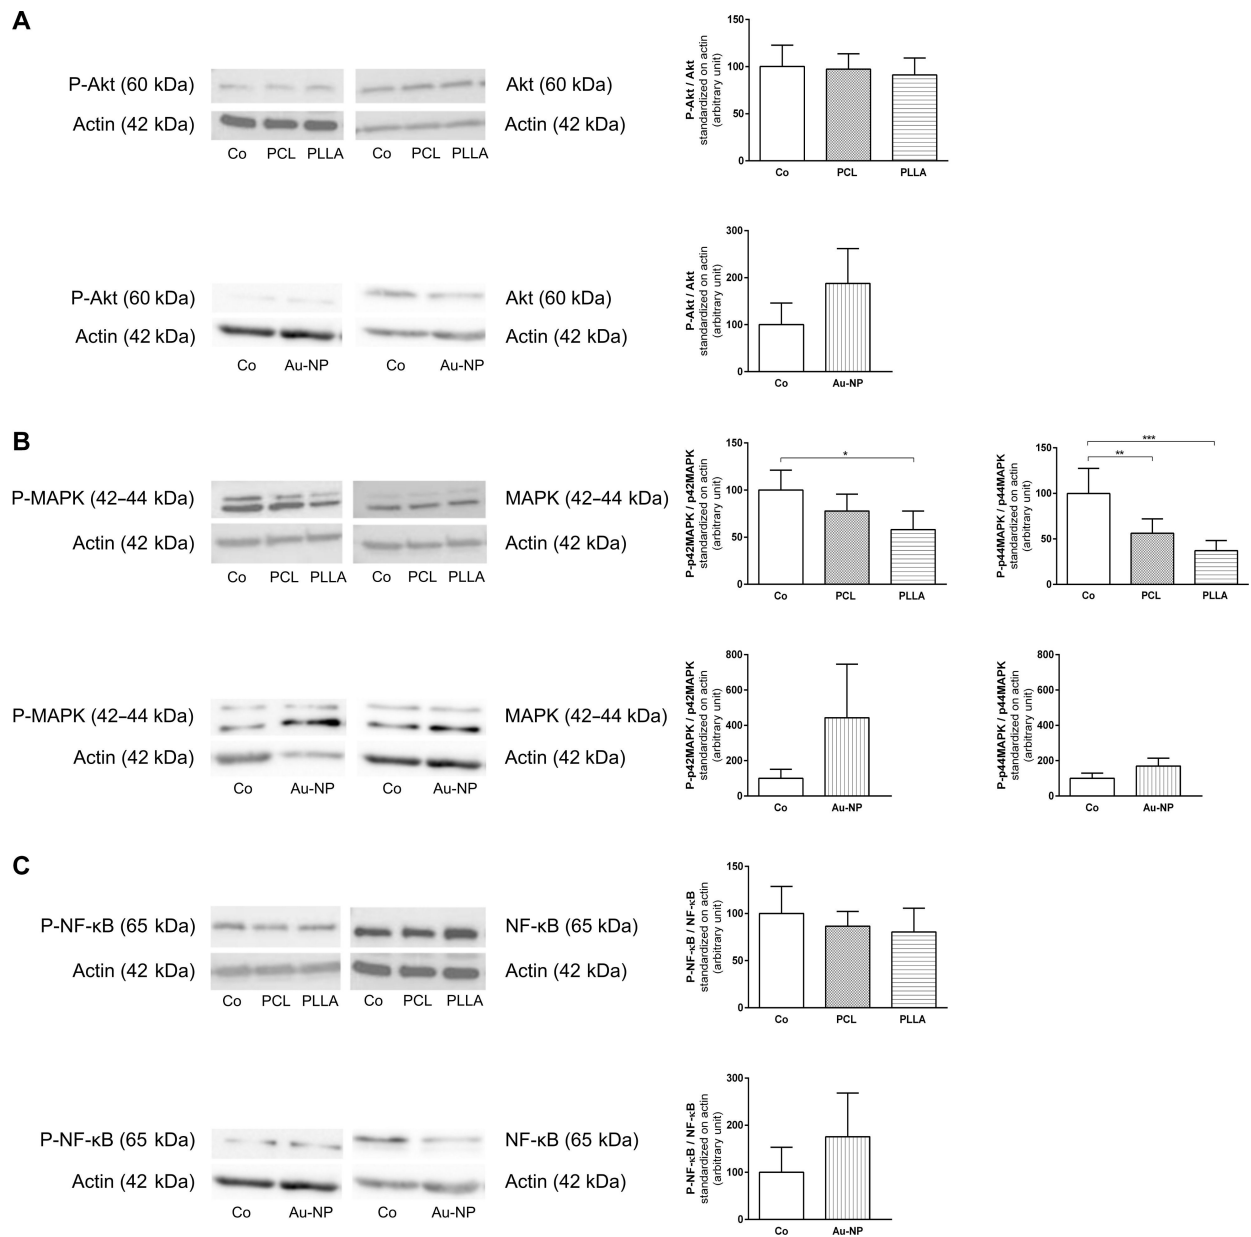 A
P-Akt (60 kDa)
Akt (60 kDa)
Actin (42 kDa)
Actin (42 kDa)
Co PCL PLLA
Co PCL PLLA
P-Akt / Akt
standardized on actin
(arbitrary unit)
150
100
50
0
Co PCL PLLA
P-Akt (60 kDa)
Akt (60 kDa)
Actin (42 kDa)
Actin (42 kDa)
Co Au-NP
Co Au-NP
P-Akt / Akt
standardized on actin
(arbitrary unit)
300
200
100
0
Co Au-NP
B
P-MAPK (42–44 kDa)
MAPK (42–44 kDa)
Actin (42 kDa)
Actin (42 kDa)
Co PCL PLLA
Co PCL PLLA
P-p42MAPK / p42MAPK
standardized on actin
(arbitrary unit)
150
100
50
0
*
Co PCL PLLA
P-p44MAPK / p44MAPK
standardized on actin
(arbitrary unit)
150
100
50
0
***
**
Co PCL PLLA
P-MAPK (42–44 kDa)
MAPK (42–44 kDa)
Actin (42 kDa)
Actin (42 kDa)
Co Au-NP
Co Au-NP
P-p42MAPK / p42MAPK
standardized on actin
(arbitrary unit)
800
600
400
200
0
Co Au-NP
P-p44MAPK / p44MAPK
standardized on actin
(arbitrary unit)
800
600
400
200
0
Co Au-NP
C
P-NF-κB (65 kDa)
NF-κB (65 kDa)
Actin (42 kDa)
Actin (42 kDa)
Co PCL PLLA
Co PCL PLLA
P-NF-κB / NF-κB
standardized on actin
(arbitrary unit)
150
100
50
0
Co PCL PLLA
P-NF-κB (65 kDa)
NF-κB (65 kDa)
Actin (42 kDa)
Actin (42 kDa)
Co Au-NP
Co Au-NP
P-NF-κB / NF-κB
standardized on actin
(arbitrary unit)
300
200
100
0
Co Au-NP